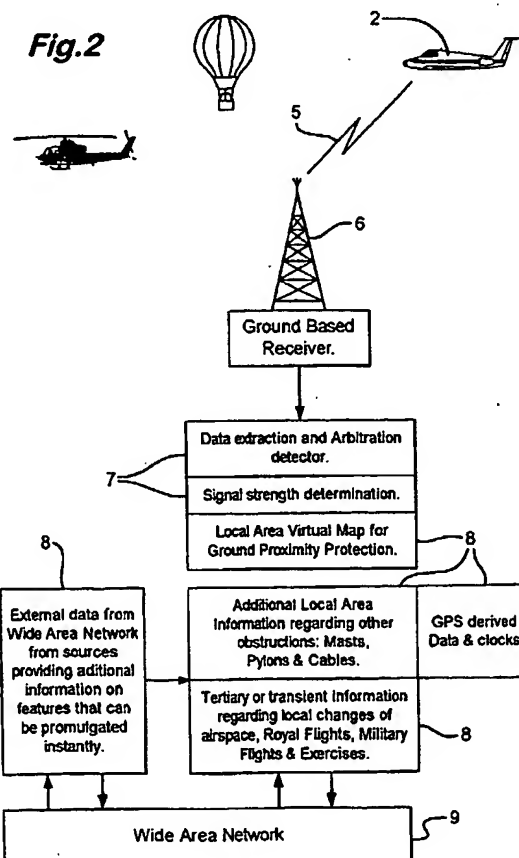 Fig.2
2
5
6
Ground Based
Receiver.
Data extraction and Arbitration
detector.
7
Signal strength determination.
Local Area Virtual Map for
Ground Proximity Protection.
8
8
8
External data from
Wide Area Network
from sources
providing aditional
information on
features that can
be promulgated
instantly.
Additional Local Area
Information regarding other
obstructions: Masts,
Pylons & Cables.
GPS derived
Data & clocks
Tertiary or transient Information
regarding local changes of
airspace, Royal Flights, Military
Flights & Exercises.
8
Wide Area Network
9